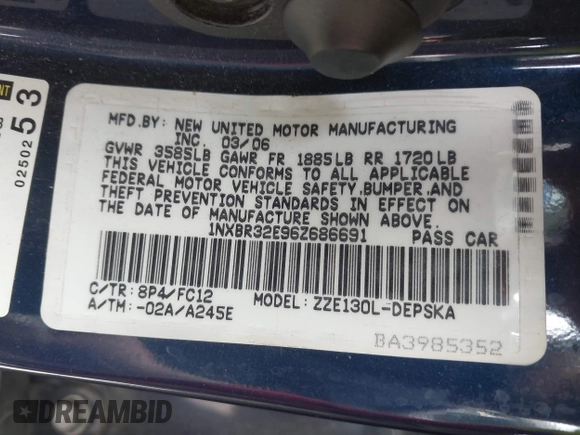 MFD.BY: NEW UNITED MOTOR MANUFACTURING
INC. 03/06
GVWR 3585LB GAWR FR 1885LB RR 1720LB
THIS VEHICLE CONFORMS TO ALL APPLICABLE
FEDERAL MOTOR VEHICLE SAFETY,BUMPER,AND
THEFT PREVENTION STANDARDS IN EFFECT ON
THE DATE OF MANUFACTURE SHOWN ABOVE.
1NXBR32E96Z686691 PASS CAR
C/TR: 8P4/FC12 MODEL: ZZE130L-DEPSKA
A/TM: -02A/A245E
BA3985352
0250253
DREAMBID